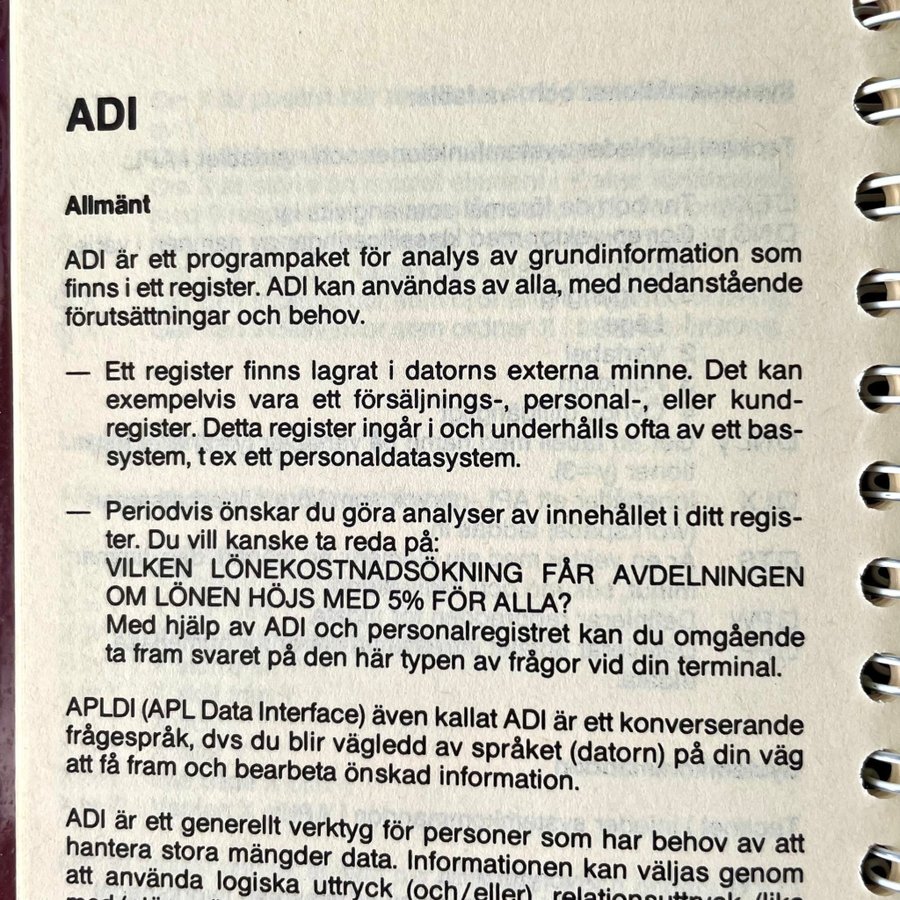 ADI
Allmänt
ADI är ett programpaket för analys av grundinformation som
finns i ett register. ADI kan användas av alla, med nedanstående
förutsättningar och behov.
— Ett register finns lagrat i datorns externa minne. Det kan
exempelvis vara ett försäljnings-, personal-, eller kund-
register. Detta register ingår i och underhålls ofta av ett bas-
system, t ex ett personaldatasystem.
— Periodvis önskar du göra analyser av innehållet i ditt regis-
ter. Du vill kanske ta reda på:
VILKEN LÖNEKOSTNADSÖKNING FÅR AVDELNINGEN
OM LÖNEN HÖJS MED 5% FÖR ALLA?
Med hjälp av ADI och personalregistret kan du omgående
ta fram svaret på den här typen av frågor vid din terminal.
APLDI (APL Data Interface) även kallat ADI är ett konverserande
frågespråk, dvs du blir vägledd av språket (datorn) på din väg
att få fram och bearbeta önskad information.
ADI är ett generellt verktyg för personer som har behov av att
hantera stora mängder data. Informationen kan väljas genom
att använda logiska uttryck (och/eller), relationsuttryck (lika